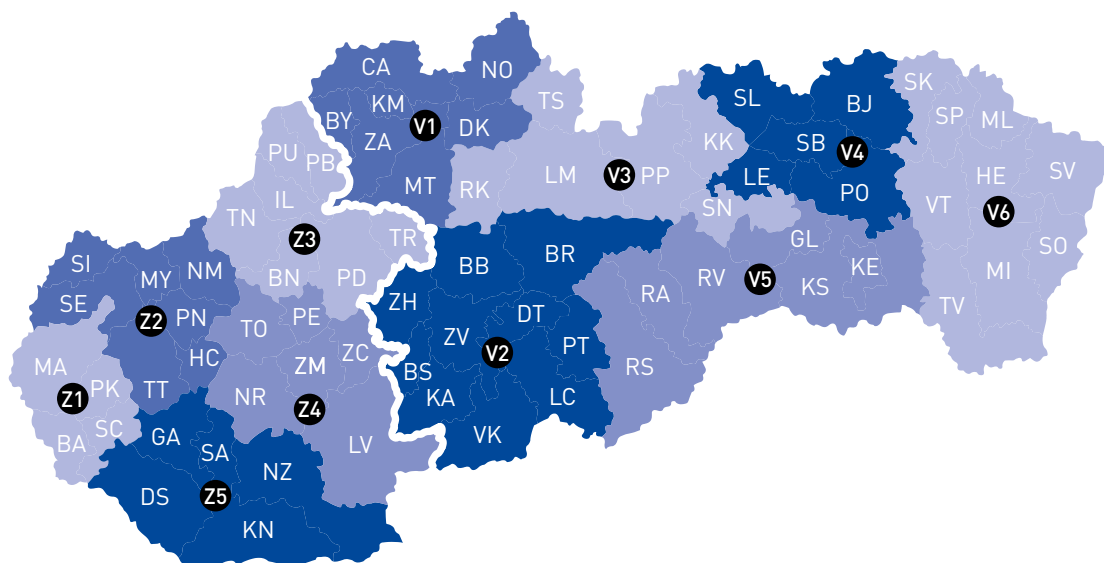 CA
NO
KM
BY
V1
DK
ZA
MT
TS
RK
LM
V3
PP
KK
SN
SL
BJ
SB
V4
LE
PO
SK
SP
ML
HE
SV
VT
V6
SO
MI
TV
PU
PB
IL
TN
Z3
TR
BN
PD
SI
MY
NM
SE
Z2
PN
HC
TT
MA
PK
Z1
SC
BA
TO
PE
ZM
ZC
NR
Z4
LV
GA
SA
NZ
DS
Z5
KN
BB
BR
ZH
DT
ZV
V2
PT
BS
KA
LC
VK
GL
RV
V5
KS
KE
RA
RS